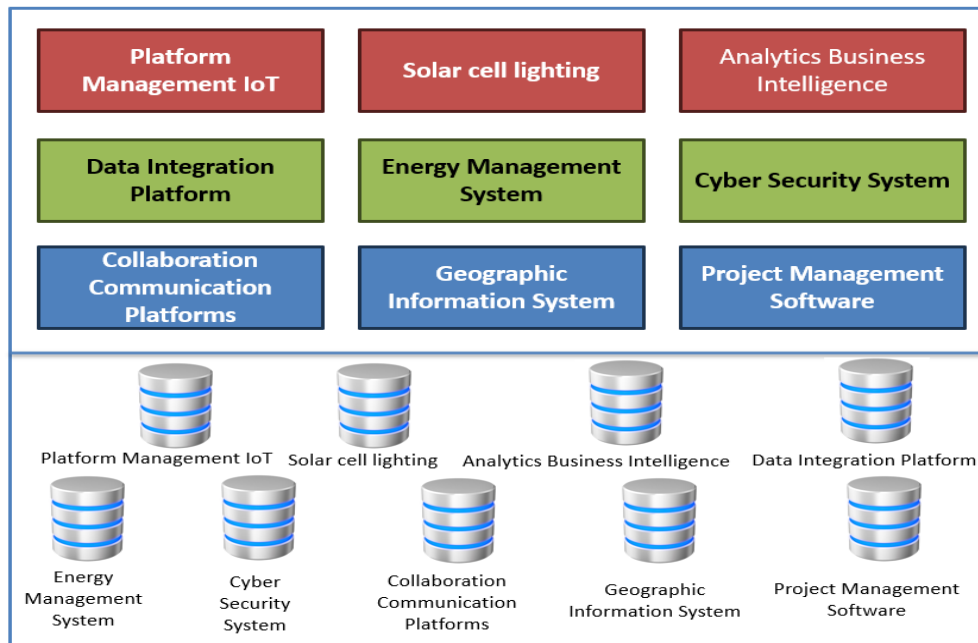 Platform
Management IoT
Solar cell lighting
Analytics Business
Intelligence
Data Integration
Platform
Energy Management
System
Cyber Security System
Collaboration
Communication
Platforms
Geographic
Information System
Project Management
Software
Platform Management IoT
Solar cell lighting
Analytics Business Intelligence
Data Integration Platform
Energy
Management
System
Cyber
Security
System
Collaboration
Communication
Platforms
Geographic
Information System
Project Management
Software